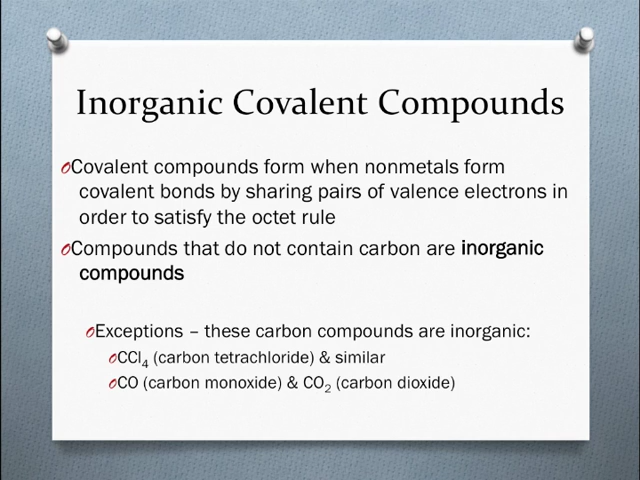 Inorganic Covalent Compounds
Covalent compounds form when nonmetals form
covalent bonds by sharing pairs of valence electrons in
order to satisfy the octet rule
Compounds that do not contain carbon are inorganic
compounds
Exceptions – these carbon compounds are inorganic:
CCl₄ (carbon tetrachloride) & similar
CO (carbon monoxide) & CO₂ (carbon dioxide)